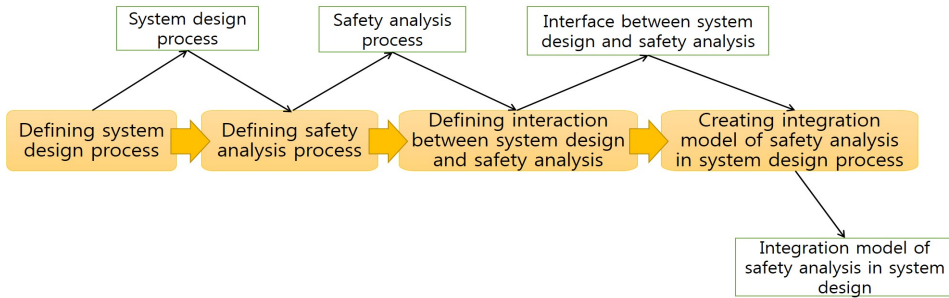 System design
process
Safety analysis
process
Interface between system
design and safety analysis
Defining system
design process
Defining safety
analysis process
Defining interaction
between system design
and safety analysis
Creating integration
model of safety analysis
in system design process
Integration model of
safety analysis in system
design